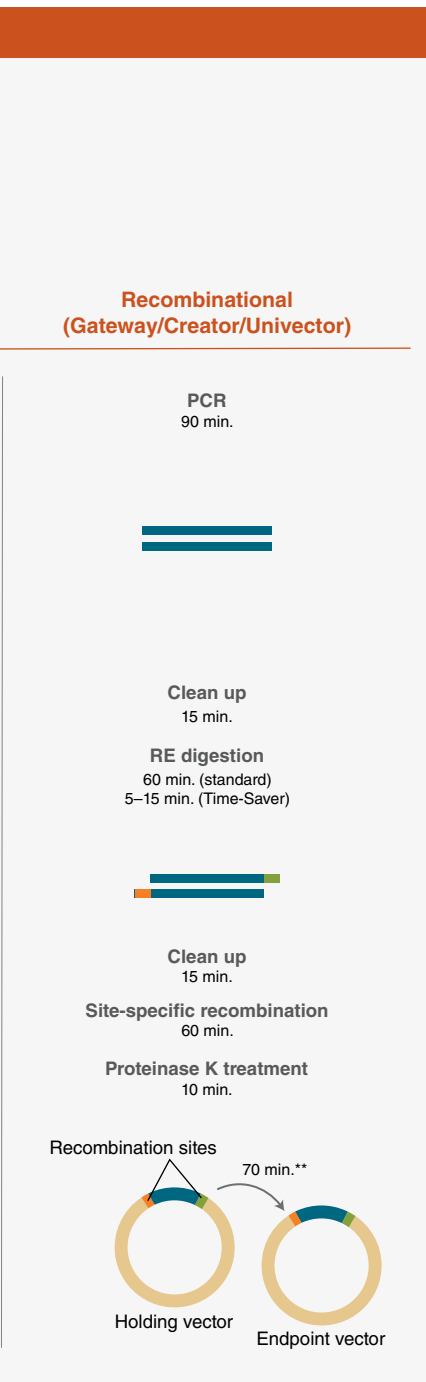 Recombinational
(Gateway/Creator/Univector)
PCR
90 min.
Clean up
15 min.
RE digestion
60 min. (standard)
5–15 min. (Time-Saver)
Clean up
15 min.
Site-specific recombination
60 min.
Proteinase K treatment
10 min.
Recombination sites
70 min.**
Holding vector
Endpoint vector